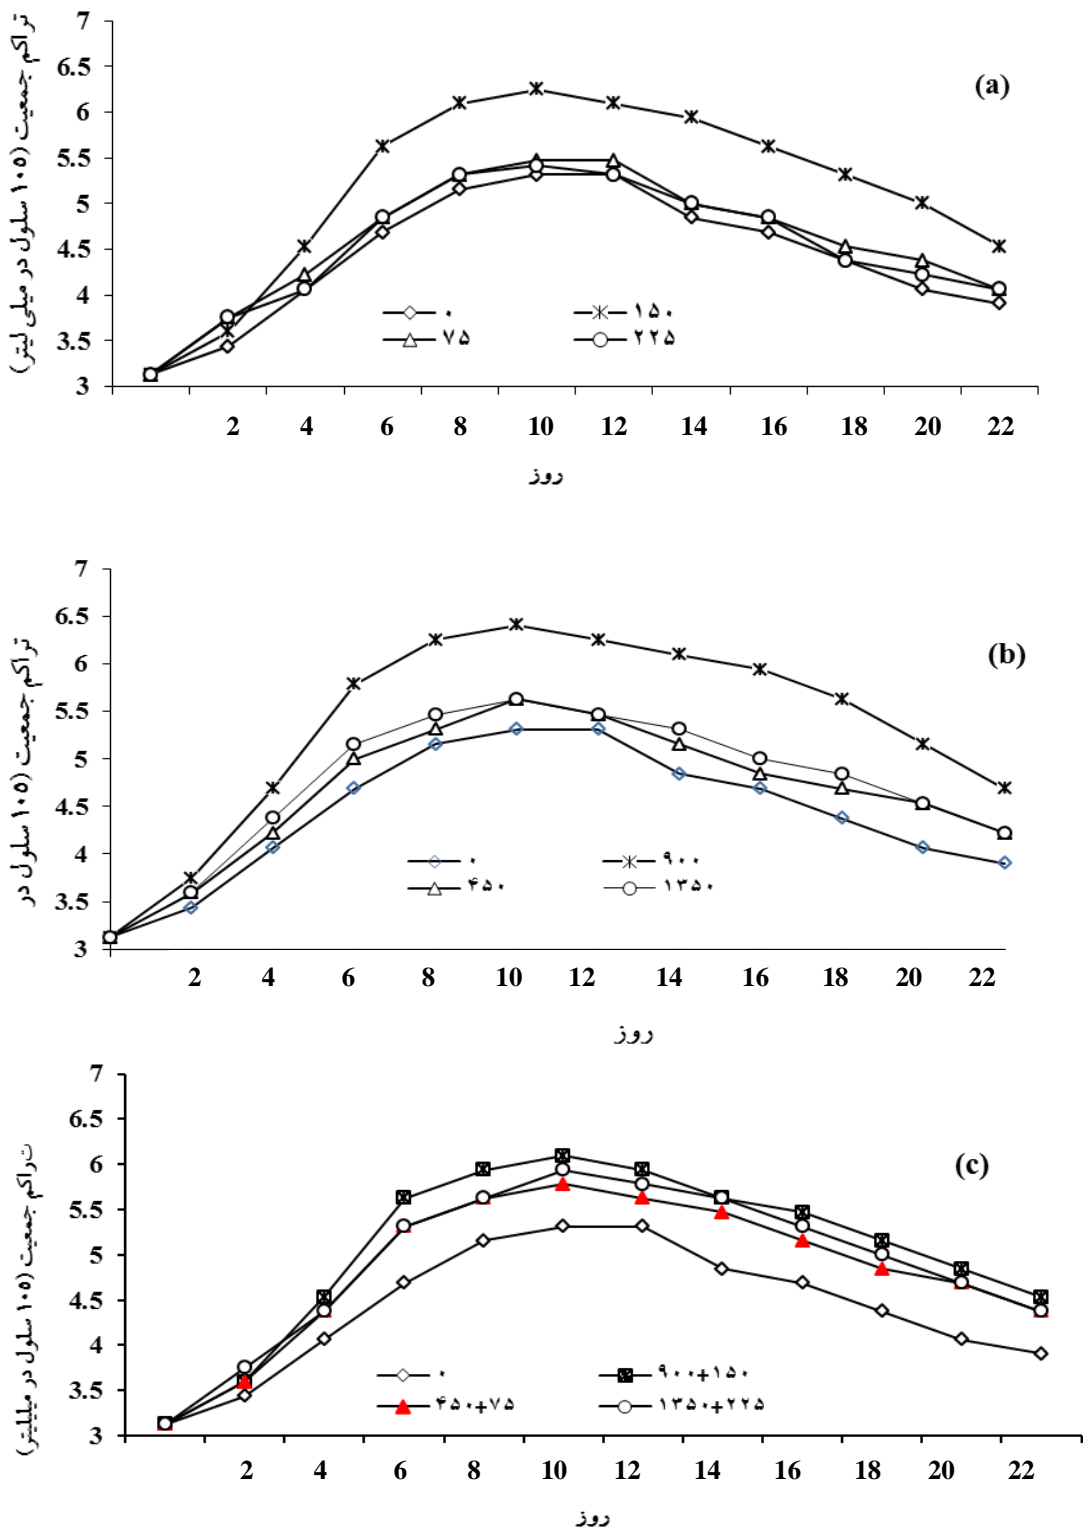 تراکم جمعیت (۱۰۵ سلول در میلی لیتر)
7
6.5
6
5.5
5
4.5
4
3.5
3
(a)
۰ ۱۵۰
۷۵ ۲۲۵
2 4 6 8 10 12 14 16 18 20 22
روز
تراکم جمعیت (۱۰۵ سلول در
7
6.5
6
5.5
5
4.5
4
3.5
3
(b)
۰ ۹۰۰
۴۵۰ ۱۳۵۰
2 4 6 8 10 12 14 16 18 20 22
روز
تراکم جمعیت (۱۰۵ سلول در میلیلیتر)
7
6.5
6
5.5
5
4.5
4
3.5
3
(c)
۰ ۹۰۰+۱۵۰
۴۵۰+۷۵ ۱۳۵۰+۲۲۵
2 4 6 8 10 12 14 16 18 20 22
روز